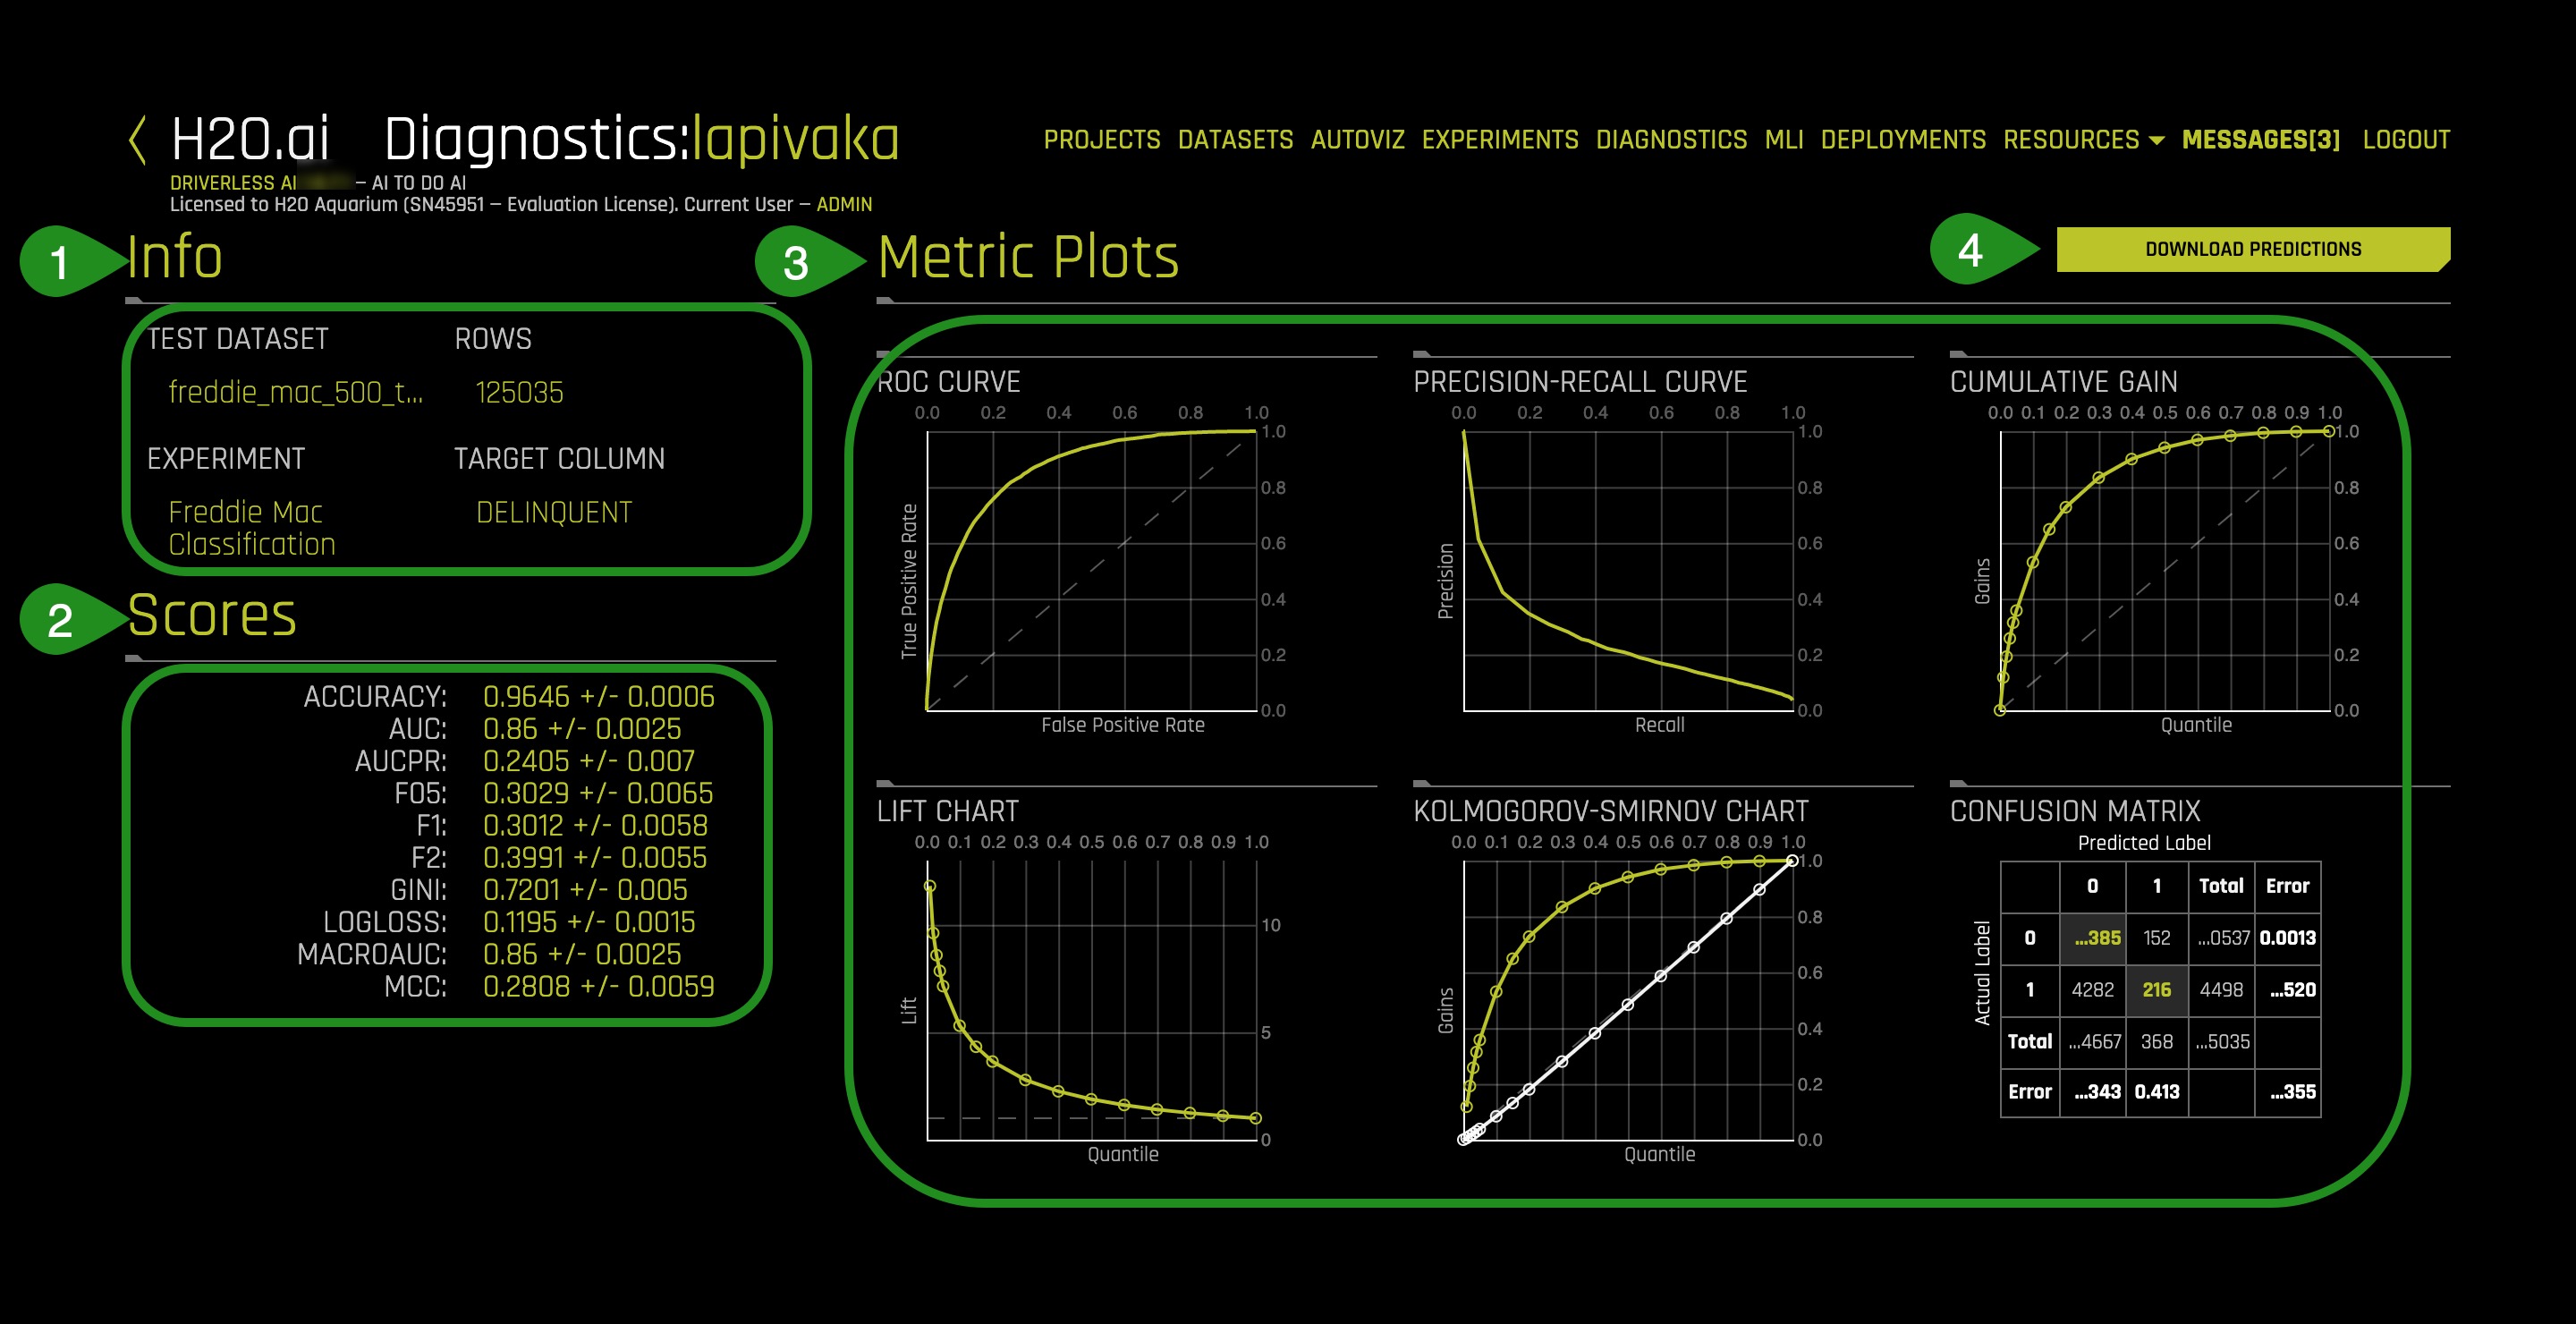 H2O.ai Diagnostics:lapivaka
PROJECTS DATASETS AUTOVIZ EXPERIMENTS DIAGNOSTICS MLI DEPLOYMENTS RESOURCES MESSAGES[3] LOGOUT
DRIVERLESS AI – AI TO DO AI
Licensed to H2O Aquarium (SN45951 – Evaluation License). Current User – ADMIN
1 Info
TEST DATASET ROWS
freddie_mac_500_t... 125035
EXPERIMENT TARGET COLUMN
Freddie Mac DELINQUENT
Classification
2 Scores
ACCURACY: 0.9646 +/- 0.0006
AUC: 0.86 +/- 0.0025
AUCPR: 0.2405 +/- 0.007
F05: 0.3029 +/- 0.0065
F1: 0.3012 +/- 0.0058
F2: 0.3991 +/- 0.0055
GINI: 0.7201 +/- 0.005
LOGLOSS: 0.1195 +/- 0.0015
MACROAUC: 0.86 +/- 0.0025
MCC: 0.2808 +/- 0.0059
3 Metric Plots
4 DOWNLOAD PREDICTIONS
ROC CURVE
0.0 0.2 0.4 0.6 0.8 1.0
1.0
0.8
0.6
0.4
0.2
0.0
True Positive Rate
False Positive Rate
PRECISION-RECALL CURVE
0.0 0.2 0.4 0.6 0.8 1.0
1.0
0.8
0.6
0.4
0.2
0.0
Precision
Recall
CUMULATIVE GAIN
0.0 0.1 0.2 0.3 0.4 0.5 0.6 0.7 0.8 0.9 1.0
1.0
0.8
0.6
0.4
0.2
0.0
Gains
Quantile
LIFT CHART
0.0 0.1 0.2 0.3 0.4 0.5 0.6 0.7 0.8 0.9 1.0
10
5
0
Lift
Quantile
KOLMOGOROV-SMIRNOV CHART
0.0 0.1 0.2 0.3 0.4 0.5 0.6 0.7 0.8 0.9 1.0
1.0
0.8
0.6
0.4
0.2
0.0
Gains
Quantile
CONFUSION MATRIX
Predicted Label
Actual Label
0 1 Total Error
0 ...385 152 ...0537 0.0013
1 4282 216 4498 ...520
Total ...4667 368 ...5035
Error ...343 0.413 ...355